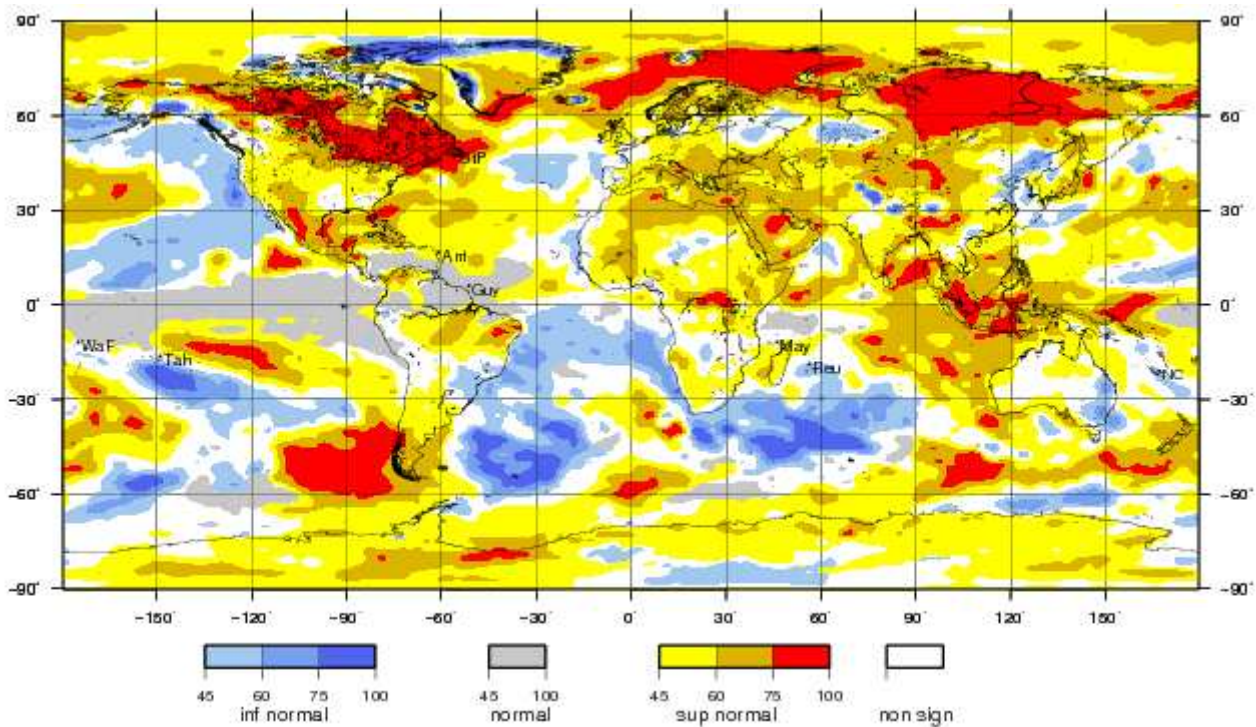 90° 90°
60° 60°
SPP
30° 30°
Ant
Guy
0° 0°
WaF May
Tah Reu NC
−30° −30°
−60° −60°
−90° −90°
−150° −120° −90° −60° −30° 0 30° 60° 90° 120° 150°
45 60 75 100 45 100 45 60 75 100
inf normal normal sup normal non sign